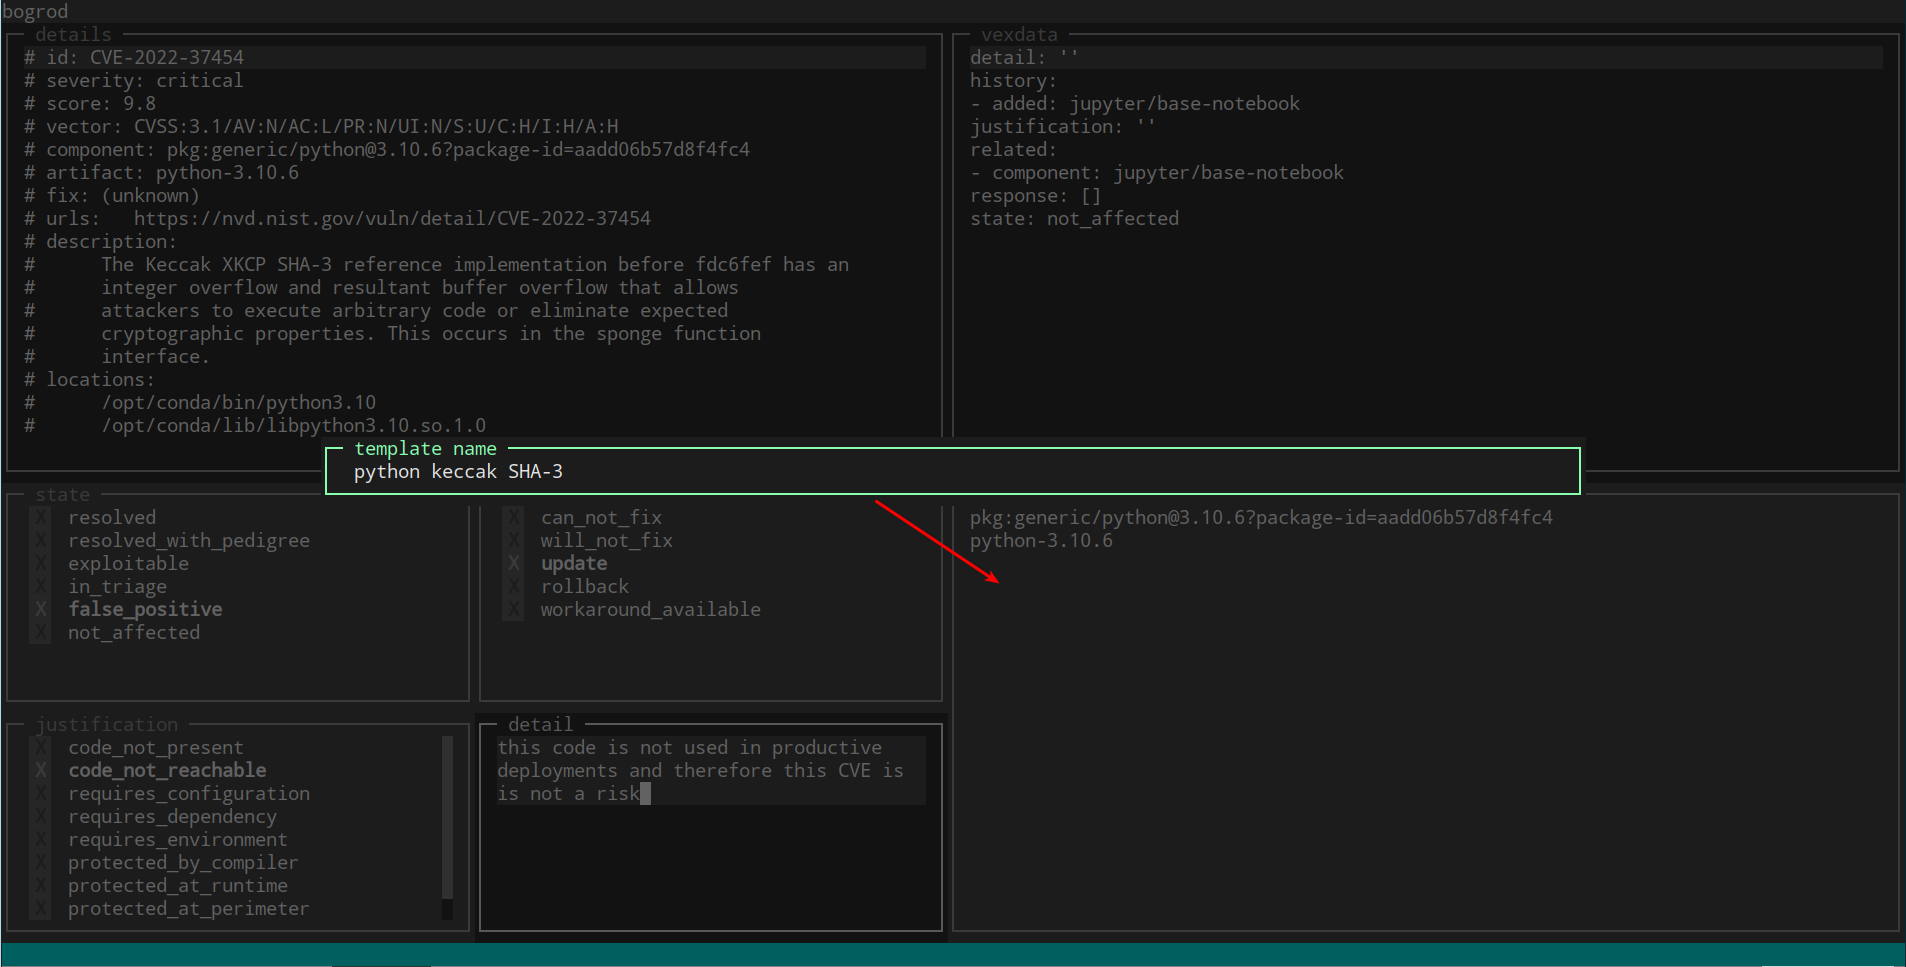 bogrod
details
# id: CVE-2022-37454
# severity: critical
# score: 9.8
# vector: CVSS:3.1/AV:N/AC:L/PR:N/UI:N/S:U/C:H/I:H/A:H
# component: pkg:generic/python@3.10.6?package-id=aadd06b57d8f4fc4
# artifact: python-3.10.6
# fix: (unknown)
# urls:   https://nvd.nist.gov/vuln/detail/CVE-2022-37454
# description:
#      The Keccak XKCP SHA-3 reference implementation before fdc6fef has an
#      integer overflow and resultant buffer overflow that allows
#      attackers to execute arbitrary code or eliminate expected
#      cryptographic properties. This occurs in the sponge function
#      interface.
# locations:
#      /opt/conda/bin/python3.10
#      /opt/conda/lib/libpython3.10.so.1.0
vexdata
detail: ''
history:
- added: jupyter/base-notebook
justification: ''
related:
- component: jupyter/base-notebook
response: []
state: not_affected
template name
python keccak SHA-3
state
X resolved
X resolved_with_pedigree
X exploitable
X in_triage
X false_positive
X not_affected
X can_not_fix
X will_not_fix
X update
X rollback
X workaround_available
pkg:generic/python@3.10.6?package-id=aadd06b57d8f4fc4
python-3.10.6
justification
X code_not_present
X code_not_reachable
X requires_configuration
X requires_dependency
X requires_environment
X protected_by_compiler
X protected_at_runtime
X protected_at_perimeter
detail
this code is not used in productive
deployments and therefore this CVE is
is not a risk